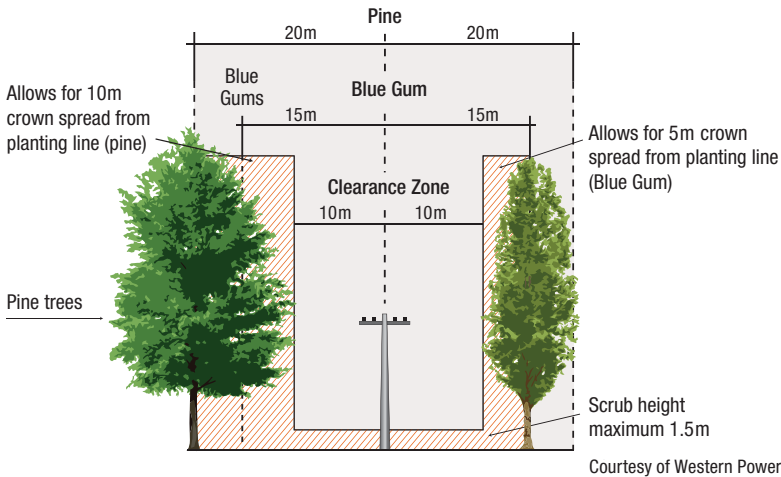 Pine
20m 20m
Blue
Gums
Blue Gum
15m 15m
Allows for 10m
crown spread from
planting line (pine)
Allows for 5m crown
spread from planting line
(Blue Gum)
Clearance Zone
10m 10m
Pine trees
Scrub height
maximum 1.5m
Courtesy of Western Power